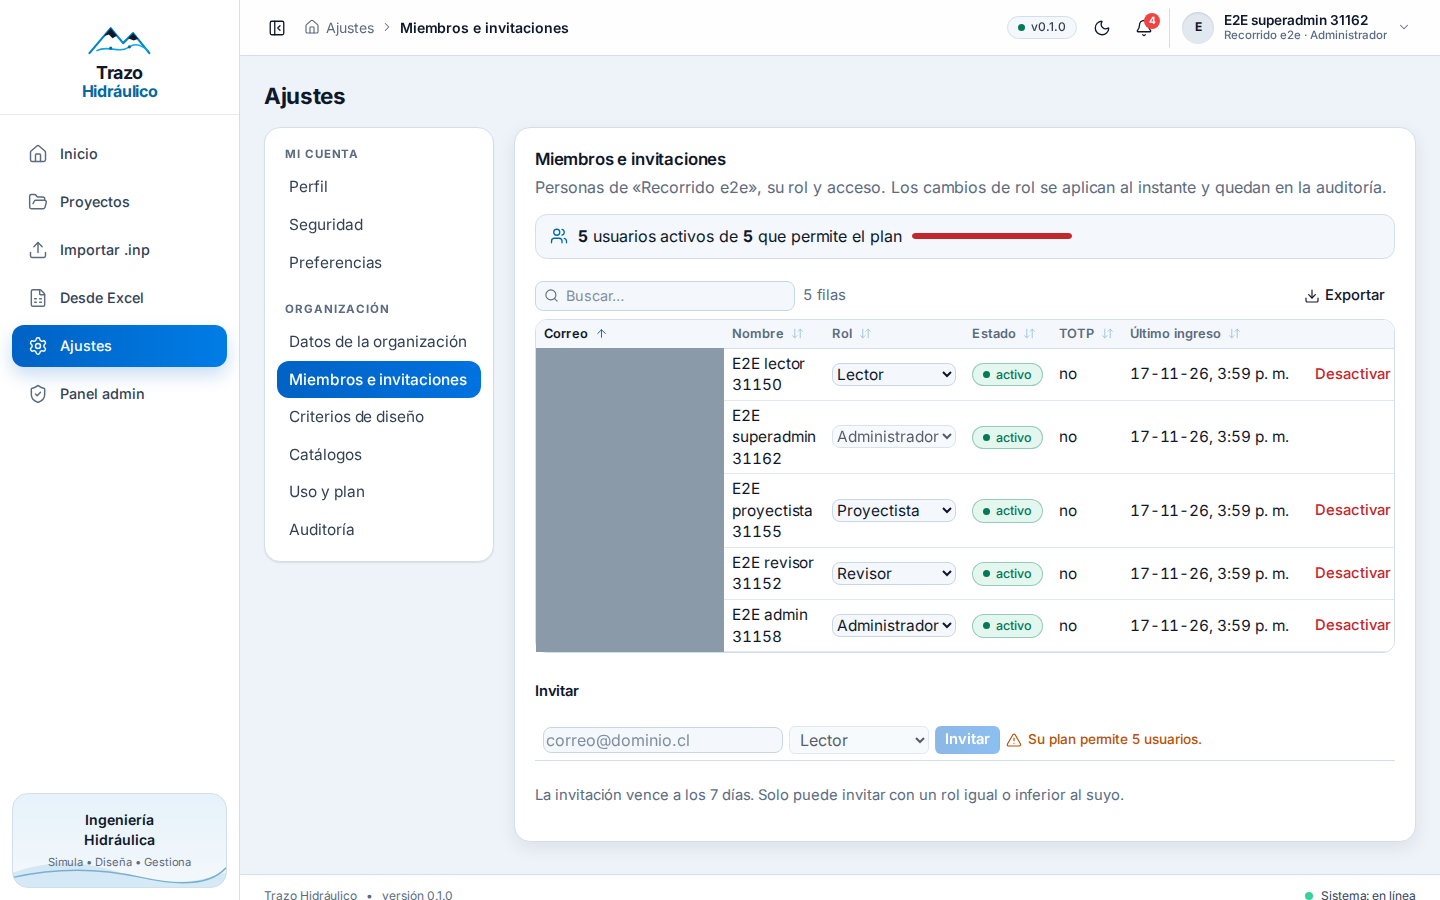 Trazo
Hidráulico
Inicio
Proyectos
Importar .inp
Desde Excel
Ajustes
Panel admin
Ingeniería
Hidráulica
Simula • Diseña • Gestiona
Ajustes > Miembros e invitaciones
v0.1.0
4
E
E2E superadmin 31162
Recorrido e2e · Administrador
Ajustes
MI CUENTA
Perfil
Seguridad
Preferencias
ORGANIZACIÓN
Datos de la organización
Miembros e invitaciones
Criterios de diseño
Catálogos
Uso y plan
Auditoría
Miembros e invitaciones
Personas de «Recorrido e2e», su rol y acceso. Los cambios de rol se aplican al instante y quedan en la auditoría.
5 usuarios activos de 5 que permite el plan
Buscar...
5 filas
Exportar
Correo Nombre Rol Estado TOTP Último ingreso
E2E lector 31150 Lector activo no 17-11-26, 3:59 p. m. Desactivar
E2E superadmin 31162 Administrador activo no 17-11-26, 3:59 p. m.
E2E proyectista 31155 Proyectista activo no 17-11-26, 3:59 p. m. Desactivar
E2E revisor 31152 Revisor activo no 17-11-26, 3:59 p. m. Desactivar
E2E admin 31158 Administrador activo no 17-11-26, 3:59 p. m. Desactivar
Invitar
correo@dominio.cl Lector Invitar Su plan permite 5 usuarios.
La invitación vence a los 7 días. Solo puede invitar con un rol igual o inferior al suyo.
Trazo Hidráulico • versión 0.1.0
Sistema: en línea